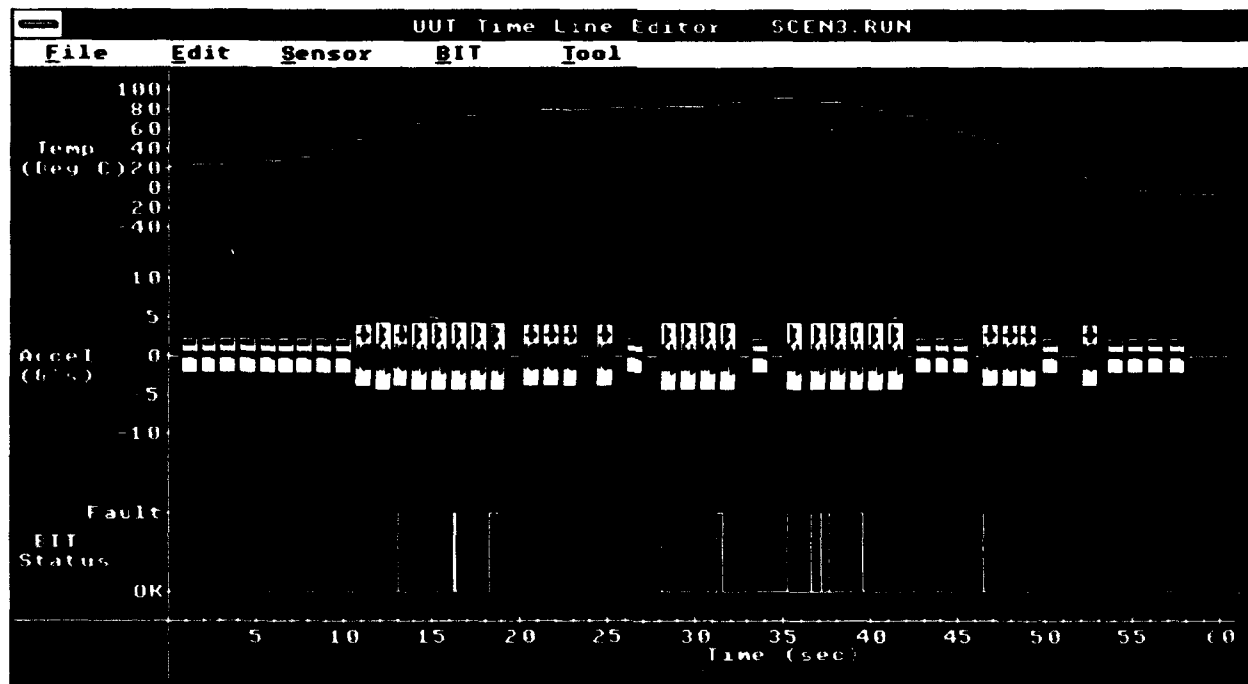 UUT Time Line Editor SCEN3.RUN
File Edit Sensor BIT Tool
100
80
60
Temp 40
(Deg C) 20
0
20
-40
10
5
Accel 0
(G's)
5
-10
Fault
BIT
Status
OK
5 10 15 20 25 30 35 40 45 50 55 60
Time (sec)